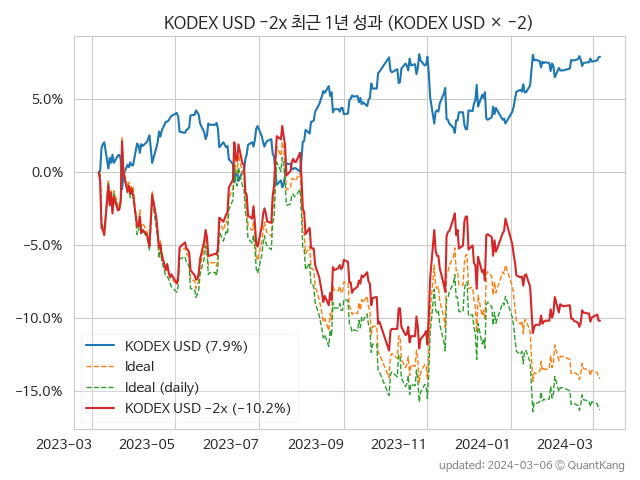 KODEX USD −2x 최근 1년 성과 (KODEX USD × −2)
5.0%
0.0%
−5.0%
−10.0%
−15.0%
KODEX USD (7.9%)
Ideal
Ideal (daily)
KODEX USD −2x (−10.2%)
2023-03 2023-05 2023-07 2023-09 2023-11 2024-01 2024-03
updated: 2024-03-06 © QuantKang